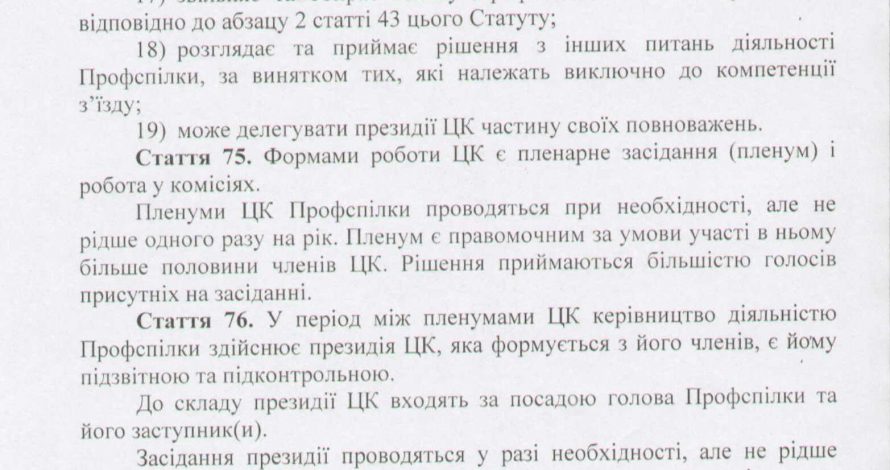 відповідно до абзацу 2 статті 43 цього Статуту;
18) розглядає та приймає рішення з інших питань діяльності
Профспілки, за винятком тих, які належать виключно до компетенції
з’їзду;
19) може делегувати президії ЦК частину своїх повноважень.
Стаття 75. Формами роботи ЦК є пленарне засідання (пленум) і
робота у комісіях.
Пленуми ЦК Профспілки проводяться при необхідності, але не
рідше одного разу на рік. Пленум є правомочним за умови участі в ньому
більше половини членів ЦК. Рішення приймаються більшістю голосів
присутніх на засіданні.
Стаття 76. У період між пленумами ЦК керівництво діяльністю
Профспілки здійснює президія ЦК, яка формується з його членів, є йому
підзвітною та підконтрольною.
До складу президії ЦК входять за посадою голова Профспілки та
його заступник(и).
Засідання президії проводяться у разі необхідності, але не рідше